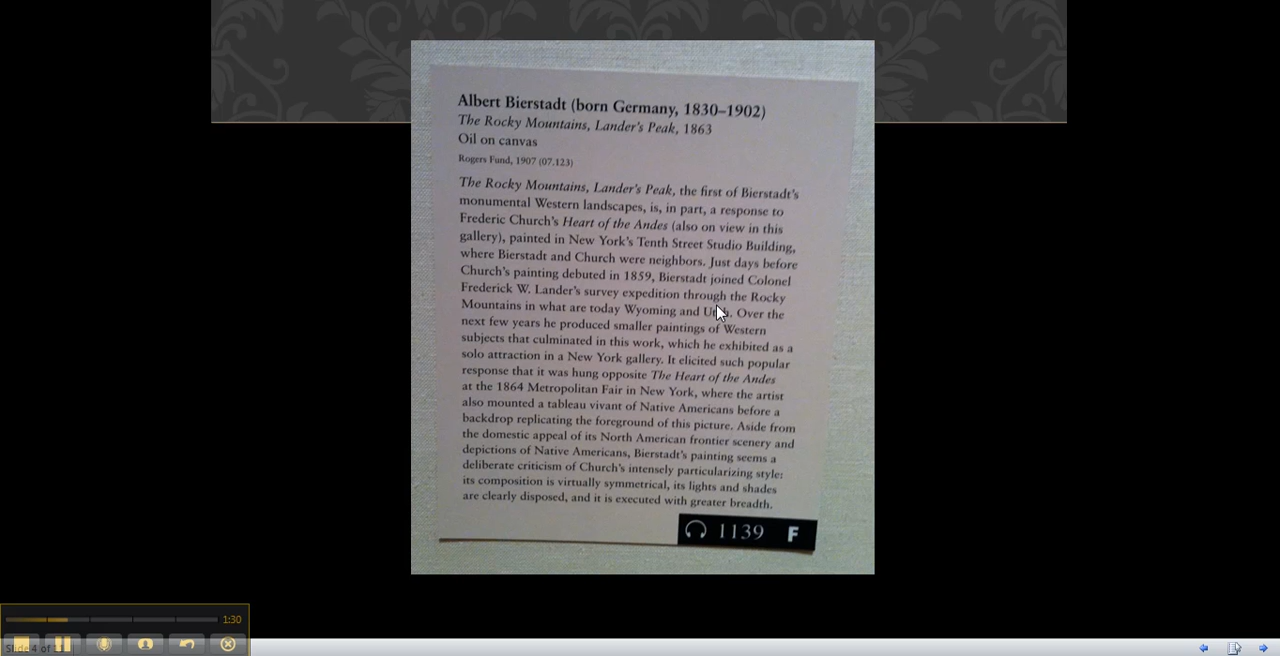 Albert Bierstadt (born Germany, 1830–1902)
The Rocky Mountains, Lander's Peak, 1863
Oil on canvas
Rogers Fund, 1907 (07.123)
The Rocky Mountains, Lander's Peak, the first of Bierstadt's
monumental Western landscapes, is, in part, a response to
Frederic Church's Heart of the Andes (also on view in this
gallery), painted in New York's Tenth Street Studio Building,
where Bierstadt and Church were neighbors. Just days before
Church's painting debuted in 1859, Bierstadt joined Colonel
Frederick W. Lander's survey expedition through the Rocky
Mountains in what are today Wyoming and Utah. Over the
next few years he produced smaller paintings of Western
subjects that culminated in this work, which he exhibited as a
solo attraction in a New York gallery. It elicited such popular
response that it was hung opposite The Heart of the Andes
at the 1864 Metropolitan Fair in New York, where the artist
also mounted a tableau vivant of Native Americans before a
backdrop replicating the foreground of this picture. Aside from
the domestic appeal of its North American frontier scenery and
depictions of Native Americans, Bierstadt's painting seems a
deliberate criticism of Church's intensely particularizing style:
its composition is virtually symmetrical, its lights and shades
are clearly disposed, and it is executed with greater breadth.
1139 F
1:30
Slide 4 of